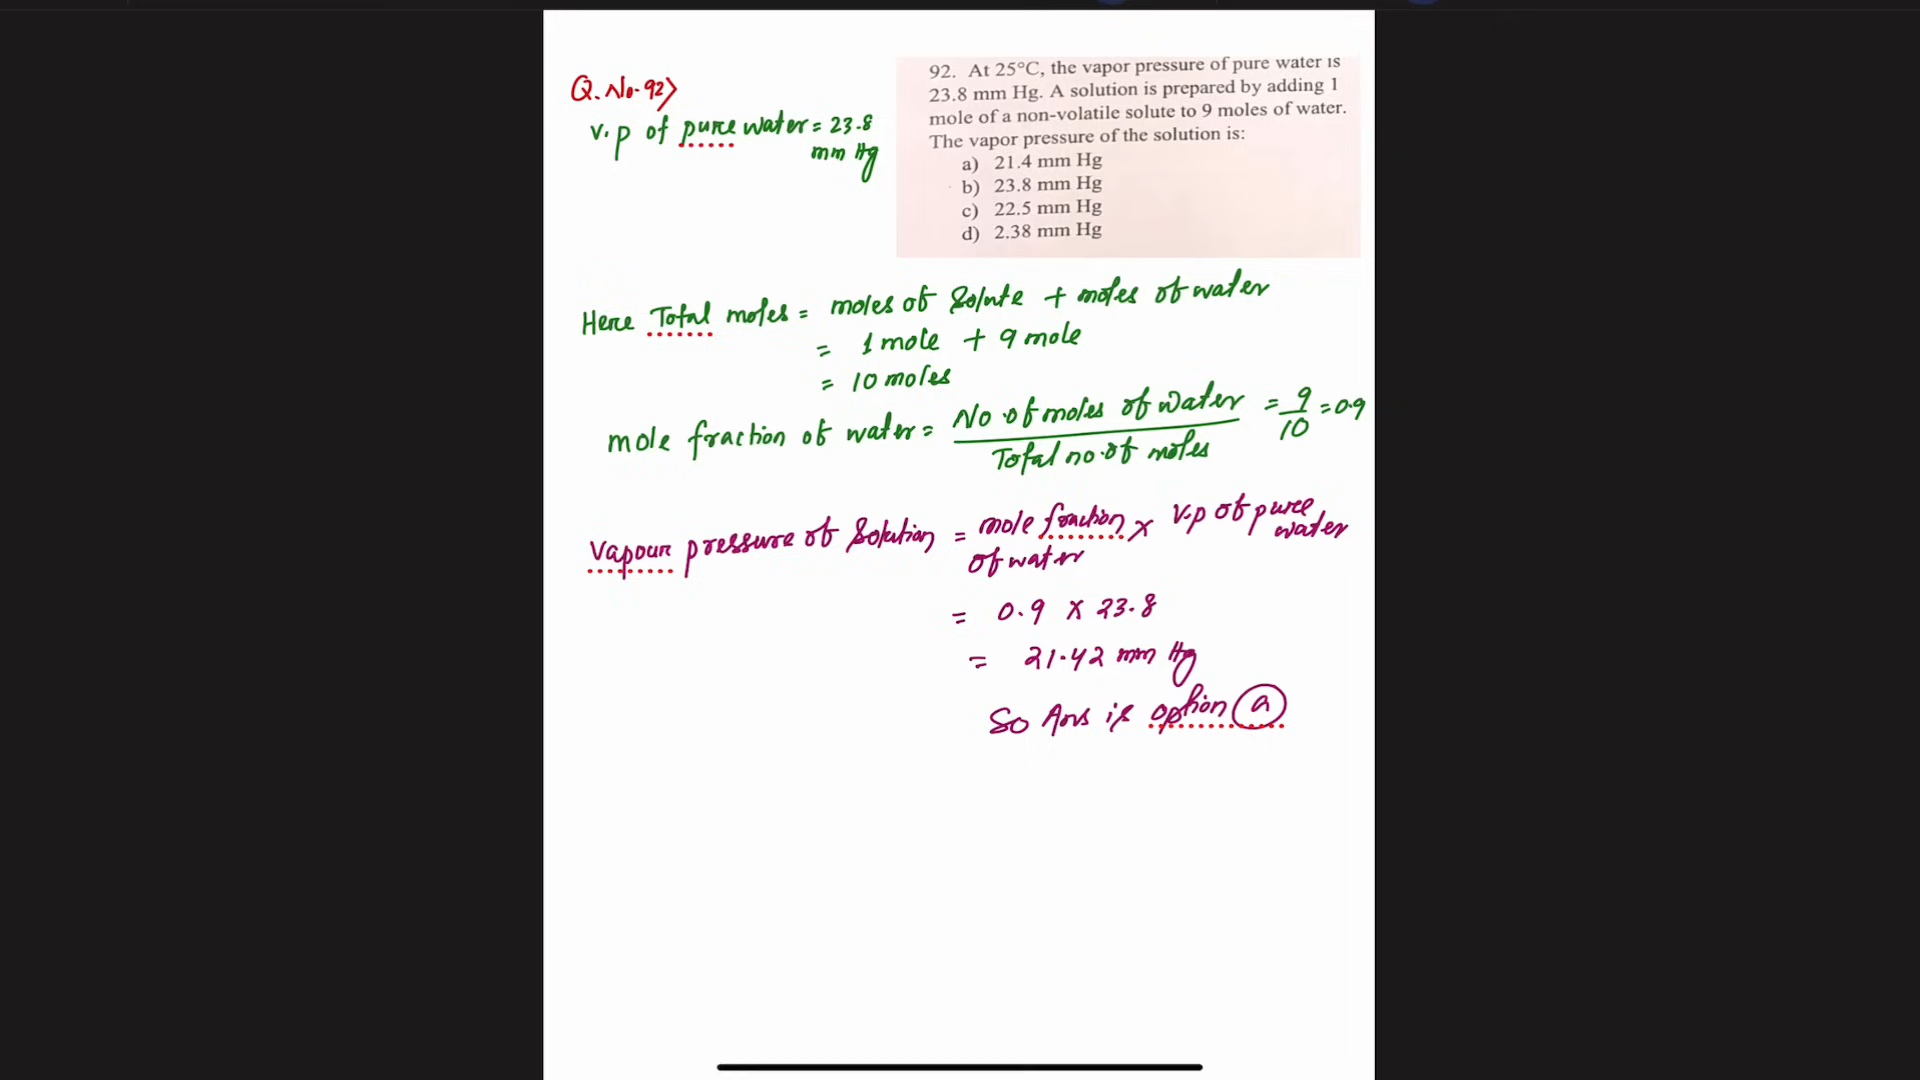 Q. No-92)
v.p of pure water = 23.8
mm Hg
92. At 25°C, the vapor pressure of pure water is
23.8 mm Hg. A solution is prepared by adding 1
mole of a non-volatile solute to 9 moles of water.
The vapor pressure of the solution is:
a) 21.4 mm Hg
b) 23.8 mm Hg
c) 22.5 mm Hg
d) 2.38 mm Hg
Here Total moles = moles of Solute + moles of water
= 1 mole + 9 mole
= 10 moles
mole fraction of water = No of moles of water / Total no. of moles = 9/10 = 0.9
Vapour pressure of Solution = mole fraction of water × v.p of pure water
= 0.9 × 23.8
= 21.42 mm Hg
So Ans is option (a)